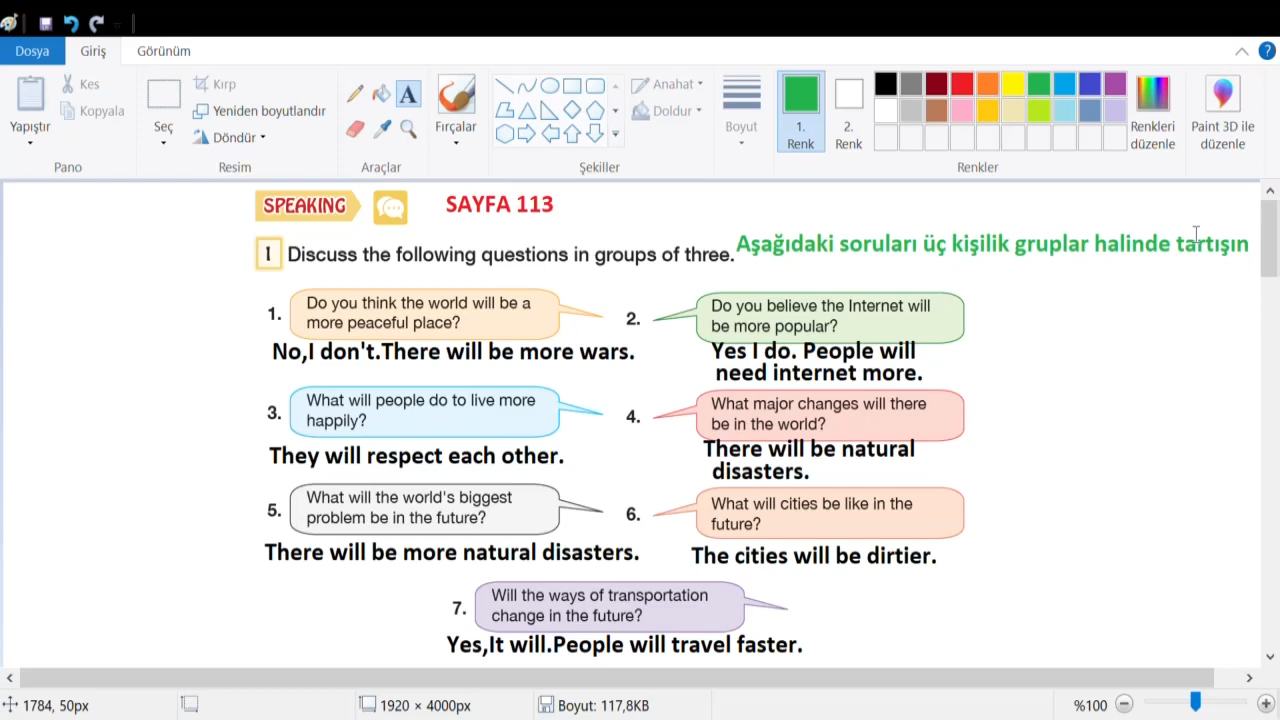 Dosya Giriş Görünüm
Yapıştır
Kes
Kopyala
Pano
Seç
Kırp
Yeniden boyutlandır
Döndür
Resim
A
Araçlar
Fırçalar
Şekiller
Anahat
Doldur
Boyut
1. Renk
2. Renk
Renkler
Renkleri düzenle
Paint 3D ile düzenle
SPEAKING SAYFA 113
1 Discuss the following questions in groups of three. Aşağıdaki soruları üç kişilik gruplar halinde tartışın
1. Do you think the world will be a
more peaceful place?
No,I don't.There will be more wars.
2. Do you believe the Internet will
be more popular?
Yes I do. People will
need internet more.
3. What will people do to live more
happily?
They will respect each other.
4. What major changes will there
be in the world?
There will be natural
disasters.
5. What will the world's biggest
problem be in the future?
There will be more natural disasters.
6. What will cities be like in the
future?
The cities will be dirtier.
7. Will the ways of transportation
change in the future?
Yes,It will.People will travel faster.
1784, 50px 1920 × 4000px Boyut: 117,8KB %100